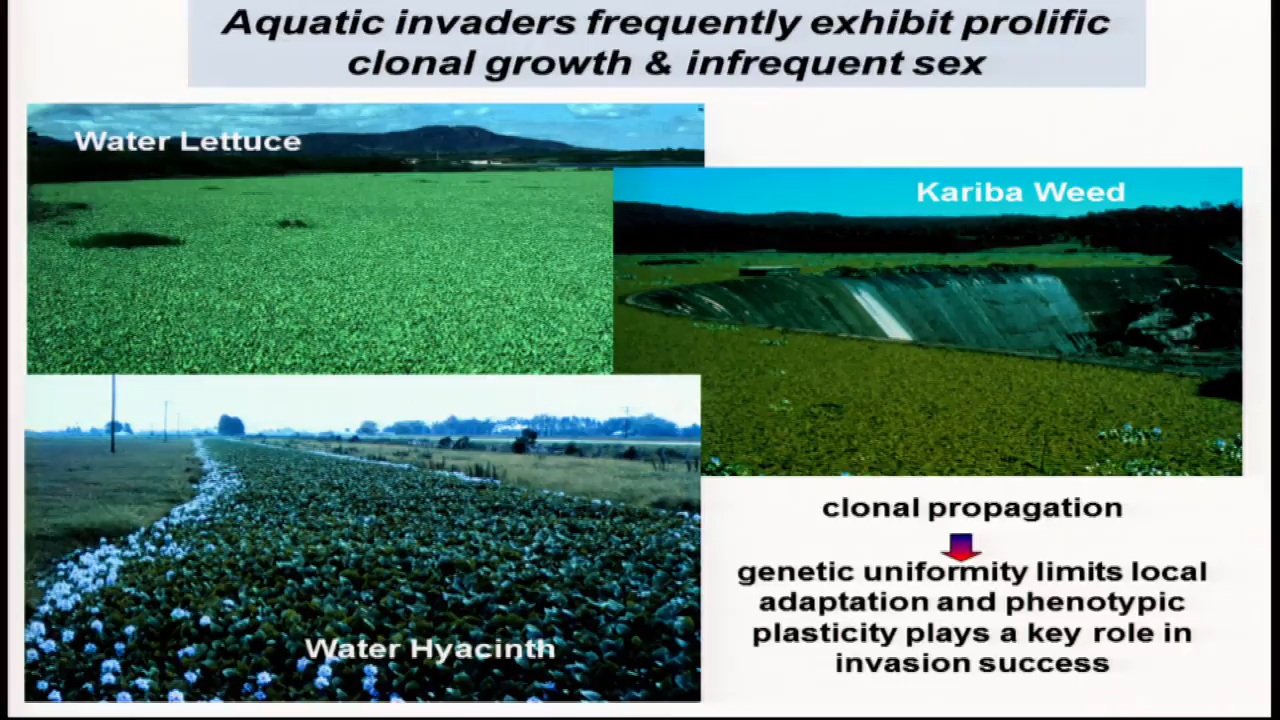 Aquatic invaders frequently exhibit prolific
clonal growth & infrequent sex
Water Lettuce
Kariba Weed
Water Hyacinth
clonal propagation
genetic uniformity limits local
adaptation and phenotypic
plasticity plays a key role in
invasion success